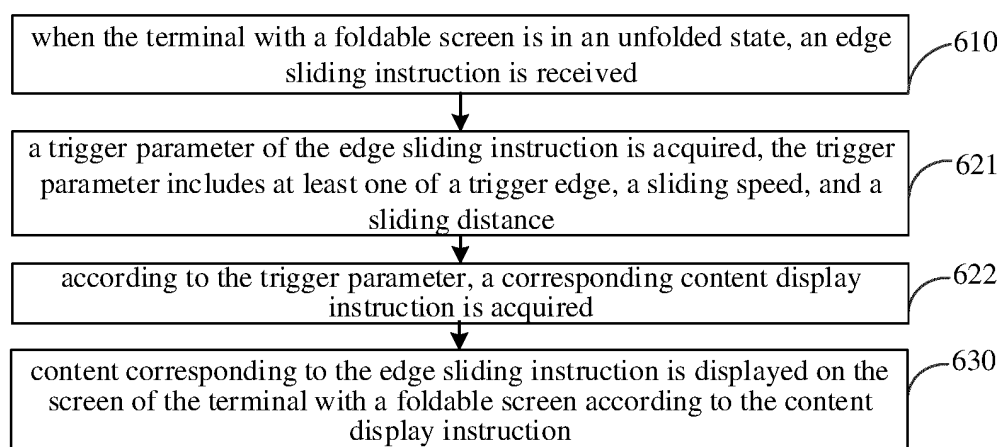 when the terminal with a foldable screen is in an unfolded state, an edge
sliding instruction is received
610
a trigger parameter of the edge sliding instruction is acquired, the trigger
parameter includes at least one of a trigger edge, a sliding speed, and a
sliding distance
621
according to the trigger parameter, a corresponding content display
instruction is acquired
622
content corresponding to the edge sliding instruction is displayed on the
screen of the terminal with a foldable screen according to the content
display instruction
630